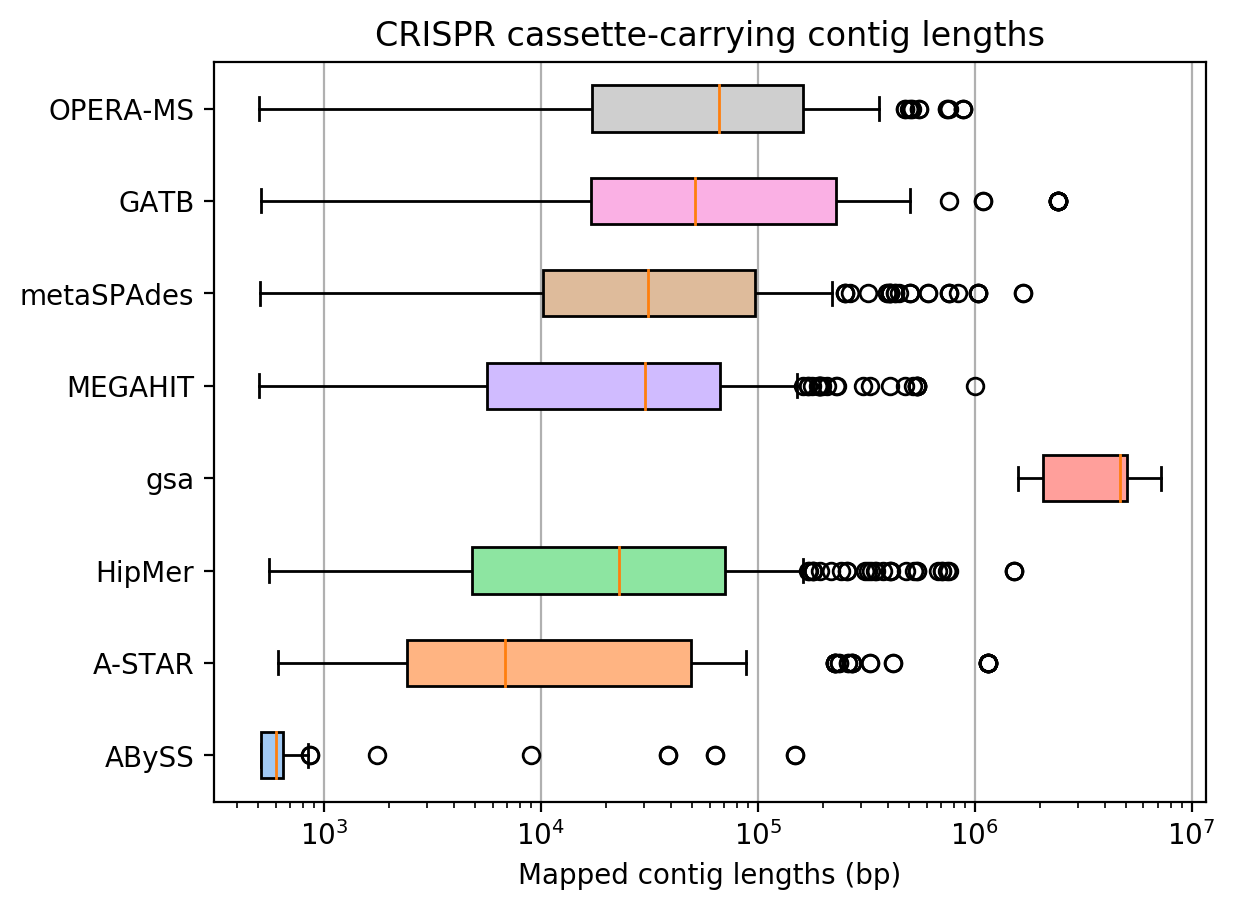 CRISPR cassette-carrying contig lengths
OPERA-MS
GATB
metaSPAdes
MEGAHIT
gsa
HipMer
A-STAR
ABySS
10³ 10⁴ 10⁵ 10⁶ 10⁷
Mapped contig lengths (bp)